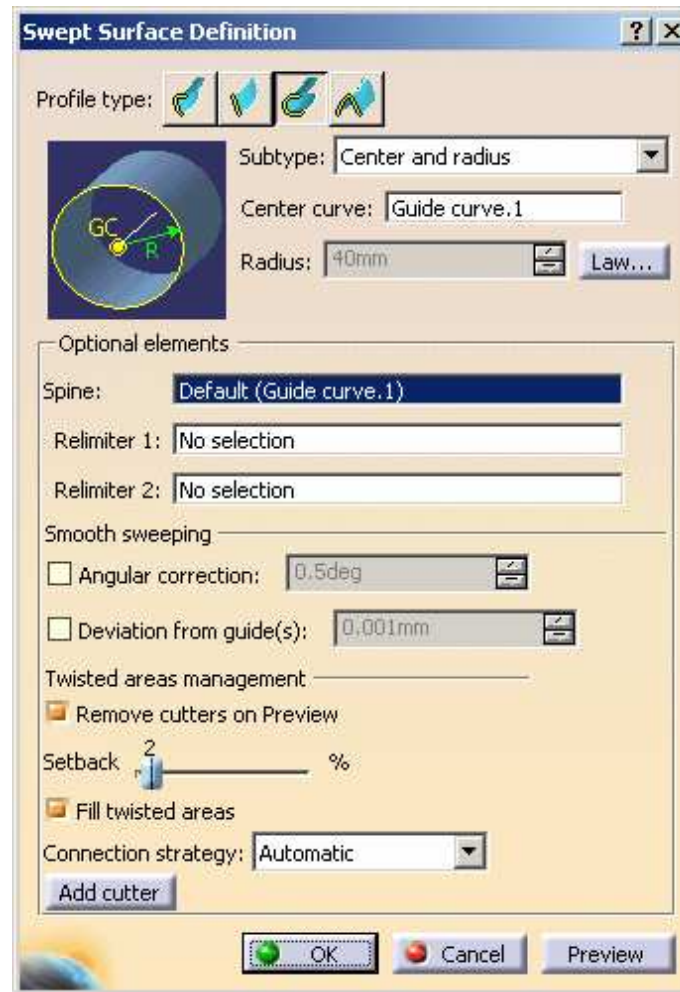 Swept Surface Definition
Profile type:
Subtype: Center and radius
Center curve: Guide curve.1
GC
R
Radius: 40mm Law...
Optional elements
Spine: Default (Guide curve.1)
Relimiter 1: No selection
Relimiter 2: No selection
Smooth sweeping
Angular correction: 0.5deg
Deviation from guide(s): 0.001mm
Twisted areas management
Remove cutters on Preview
2
Setback %
Fill twisted areas
Connection strategy: Automatic
Add cutter
OK Cancel Preview